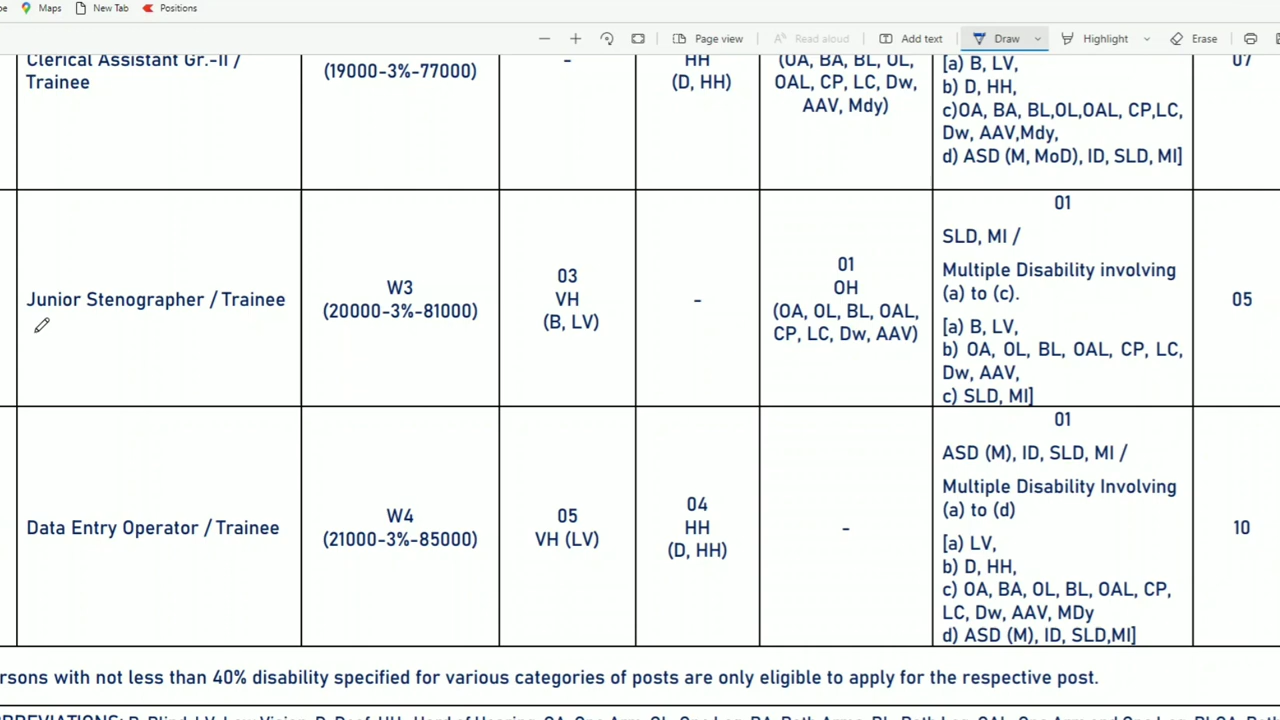 Maps New Tab Positions
Page view Read aloud Add text Draw Highlight Erase
Clerical Assistant Gr.-II /
Trainee
(19000-3%-77000)
-
HH
(D, HH)
(OA, BA, BL, OL,
OAL, CP, LC, Dw,
AAV, Mdy)
[a) B, LV,
b) D, HH,
c)OA, BA, BL,OL,OAL, CP,LC,
Dw, AAV,Mdy,
d) ASD (M, MoD), ID, SLD, MI]
07
Junior Stenographer / Trainee
W3
(20000-3%-81000)
03
VH
(B, LV)
-
01
OH
(OA, OL, BL, OAL,
CP, LC, Dw, AAV)
01
SLD, MI /
Multiple Disability involving
(a) to (c).
[a) B, LV,
b) OA, OL, BL, OAL, CP, LC,
Dw, AAV,
c) SLD, MI]
05
Data Entry Operator / Trainee
W4
(21000-3%-85000)
05
VH (LV)
04
HH
(D, HH)
-
01
ASD (M), ID, SLD, MI /
Multiple Disability Involving
(a) to (d)
[a) LV,
b) D, HH,
c) OA, BA, OL, BL, OAL, CP,
LC, Dw, AAV, MDy
d) ASD (M), ID, SLD,MI]
10
rsons with not less than 40% disability specified for various categories of posts are only eligible to apply for the respective post.